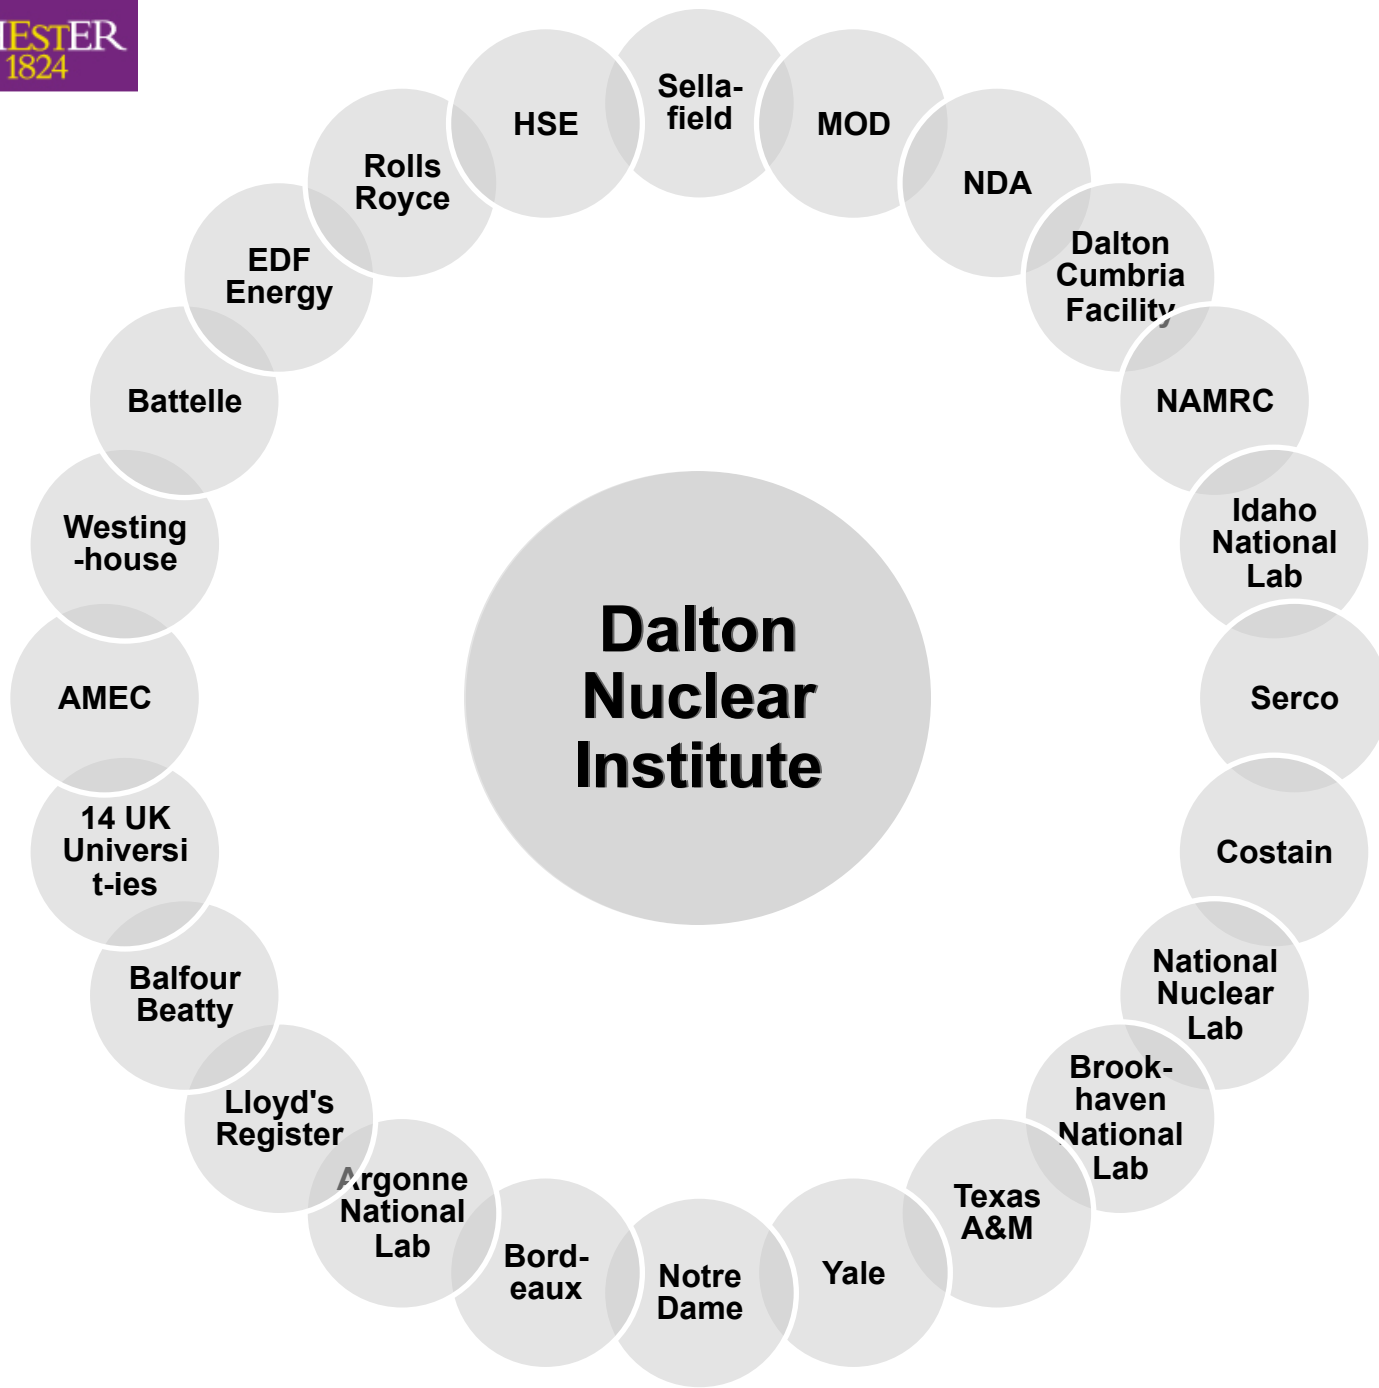 1824
Sella-
field
MOD
NDA
Dalton
Cumbria
Facility
NAMRC
Idaho
National
Lab
Serco
Costain
National
Nuclear
Lab
Brook-
haven
National
Lab
Texas
A&M
Yale
Notre
Dame
Bord-
eaux
Argonne
National
Lab
Lloyd's
Register
Balfour
Beatty
14 UK
Universi
t-ies
AMEC
Westing
-house
Battelle
EDF
Energy
Rolls
Royce
HSE
Dalton
Nuclear
Institute